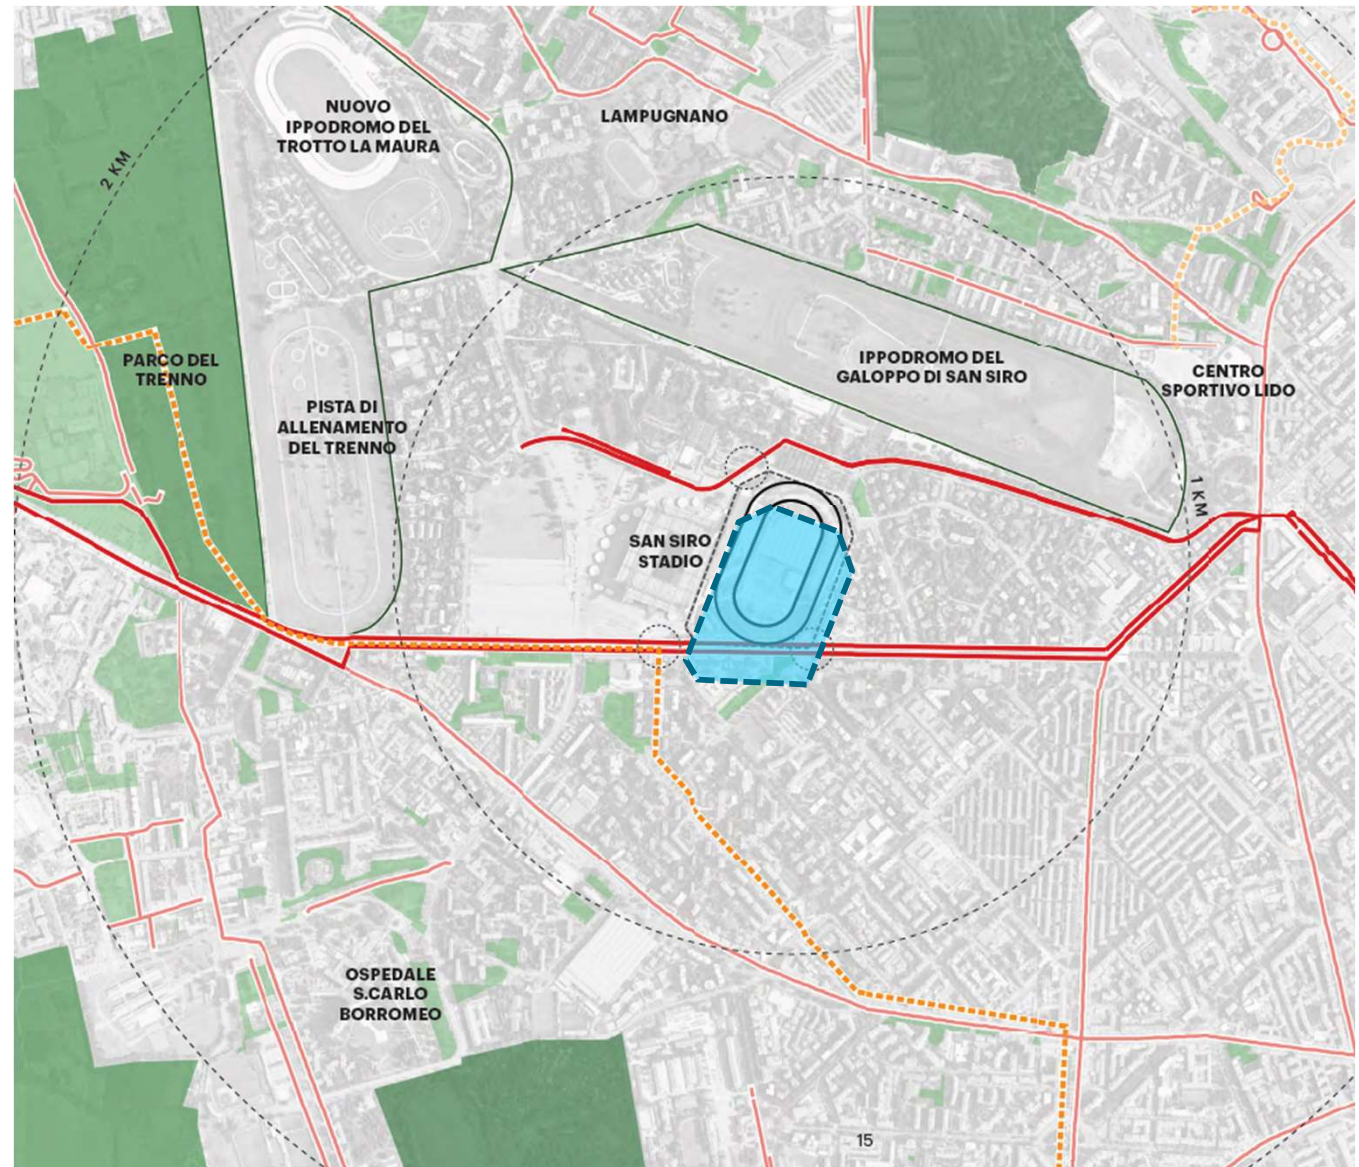 NUOVO
IPPODROMO DEL
TROTTO LA MAURA
LAMPUGNANO
2 KM
PARCO DEL
TRENNO
PISTA DI
ALLENAMENTO
DEL TRENNO
IPPODROMO DEL
GALOPPO DI SAN SIRO
CENTRO
SPORTIVO LIDO
1 KM
SAN SIRO
STADIO
OSPEDALE
S.CARLO
BORROMEO
15